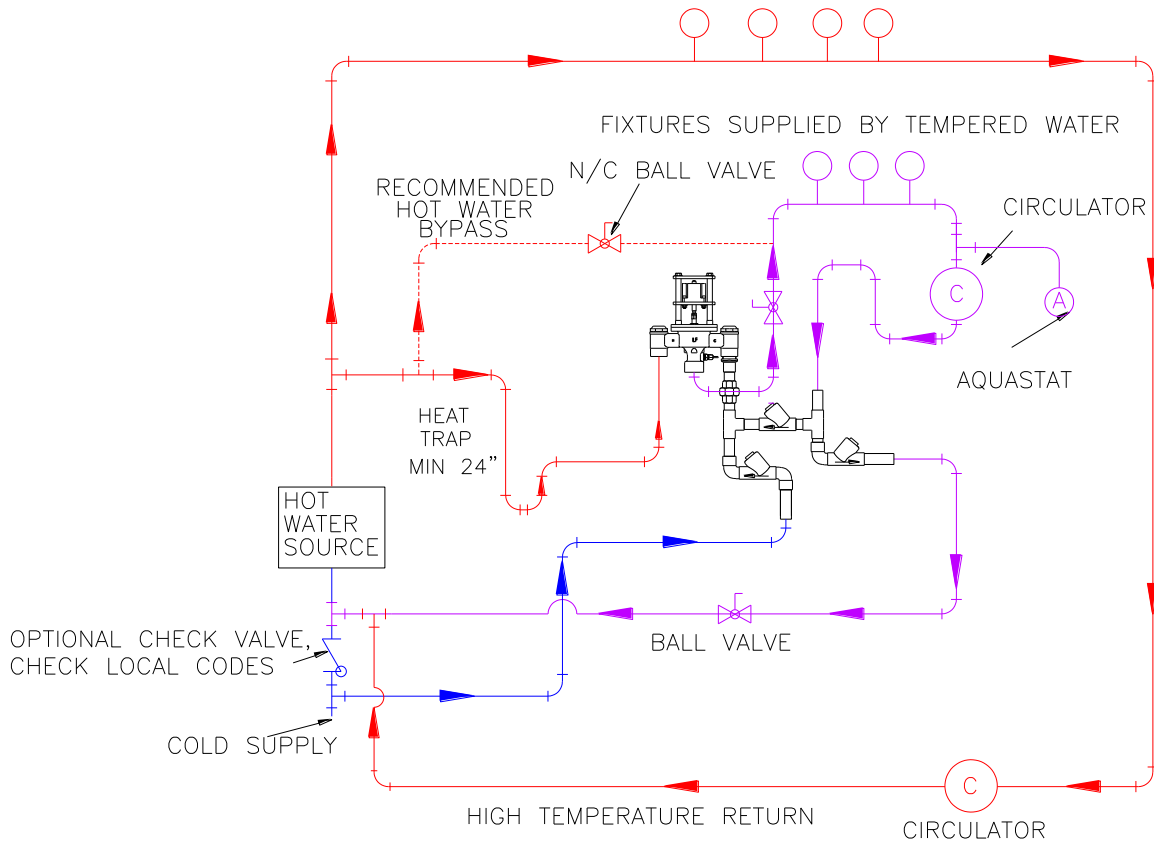 FIXTURES SUPPLIED BY TEMPERED WATER
N/C BALL VALVE
RECOMMENDED
HOT WATER
BYPASS
CIRCULATOR
C
A
AQUASTAT
HEAT
TRAP
MIN 24"
HOT
WATER
SOURCE
OPTIONAL CHECK VALVE,
CHECK LOCAL CODES
BALL VALVE
COLD SUPPLY
C
HIGH TEMPERATURE RETURN
CIRCULATOR